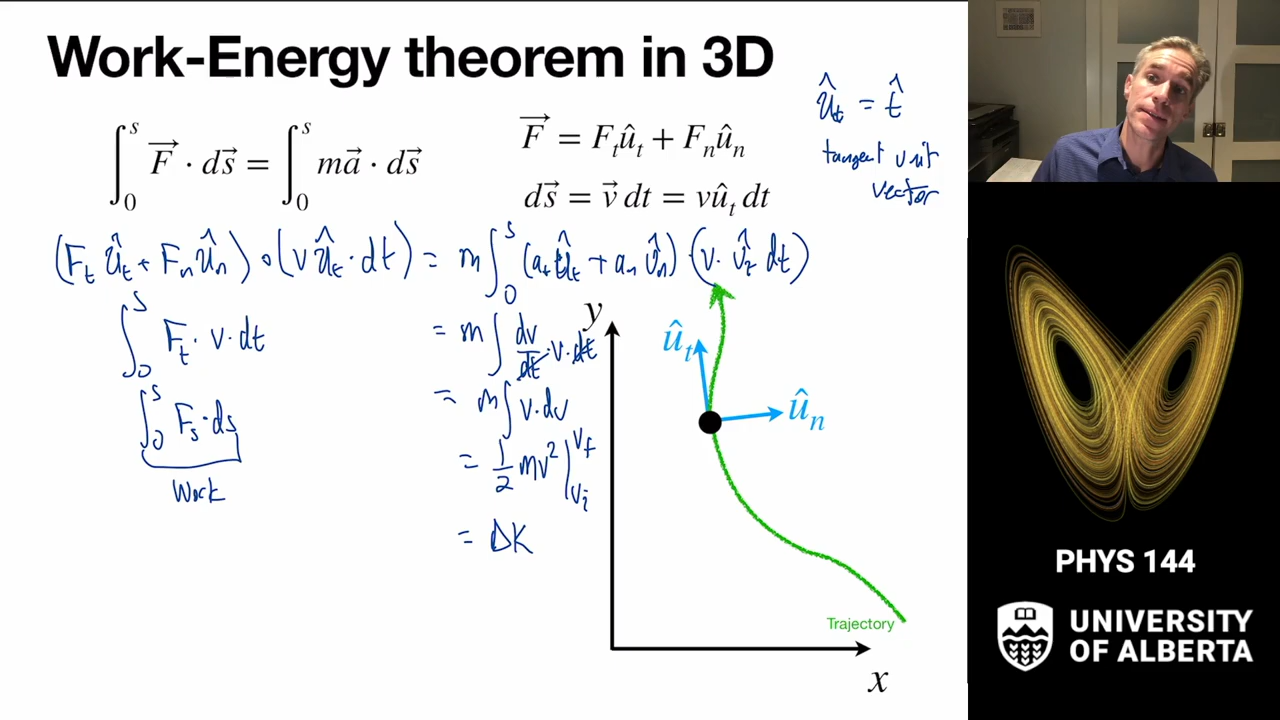 Work-Energy theorem in 3D
∫₀ˢ F⃗ · ds⃗ = ∫₀ˢ ma⃗ · ds⃗
F⃗ = Fₜûₜ + Fₙûₙ
ds⃗ = v⃗ dt = vûₜ dt
ûₜ = t̂
tangent unit
vector
(Fₜ ûₜ + Fₙ ûₙ) · (v ûₜ · dt) = m ∫₀ˢ (aₜ ûₜ + aₙ ûₙ) · (v · ûₜ dt)
∫₀ˢ Fₜ · v · dt = m ∫ dv/dt · v · dt
∫₀ˢ Fₛ · ds = m ∫ v · dv
Work
= 1/2 mv² |vᵢ vf
= ΔK
y
ûₜ
ûₙ
Trajectory
x
PHYS 144
UNIVERSITY
OF ALBERTA